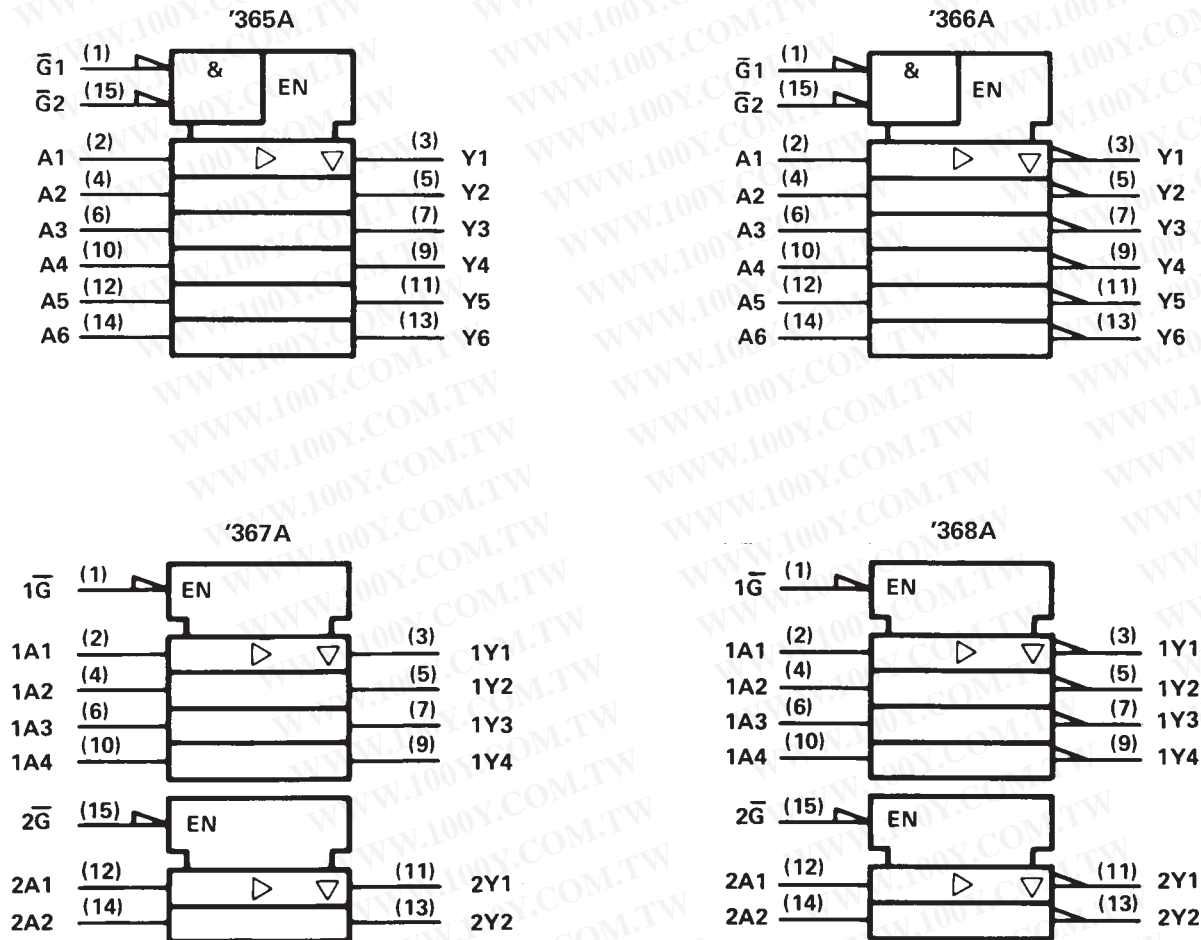 '365A
G̅1 (1) & EN
G̅2 (15)
A1 (2) ▷ ▽ (3) Y1
A2 (4) (5) Y2
A3 (6) (7) Y3
A4 (10) (9) Y4
A5 (12) (11) Y5
A6 (14) (13) Y6
'366A
G̅1 (1) & EN
G̅2 (15)
A1 (2) ▷ ▽ (3) Y1
A2 (4) (5) Y2
A3 (6) (7) Y3
A4 (10) (9) Y4
A5 (12) (11) Y5
A6 (14) (13) Y6
'367A
1G̅ (1) EN
1A1 (2) ▷ ▽ (3) 1Y1
1A2 (4) (5) 1Y2
1A3 (6) (7) 1Y3
1A4 (10) (9) 1Y4
2G̅ (15) EN
2A1 (12) ▷ ▽ (11) 2Y1
2A2 (14) (13) 2Y2
'368A
1G̅ (1) EN
1A1 (2) ▷ ▽ (3) 1Y1
1A2 (4) (5) 1Y2
1A3 (6) (7) 1Y3
1A4 (10) (9) 1Y4
2G̅ (15) EN
2A1 (12) ▷ ▽ (11) 2Y1
2A2 (14) (13) 2Y2
WWW.100Y.COM.TW